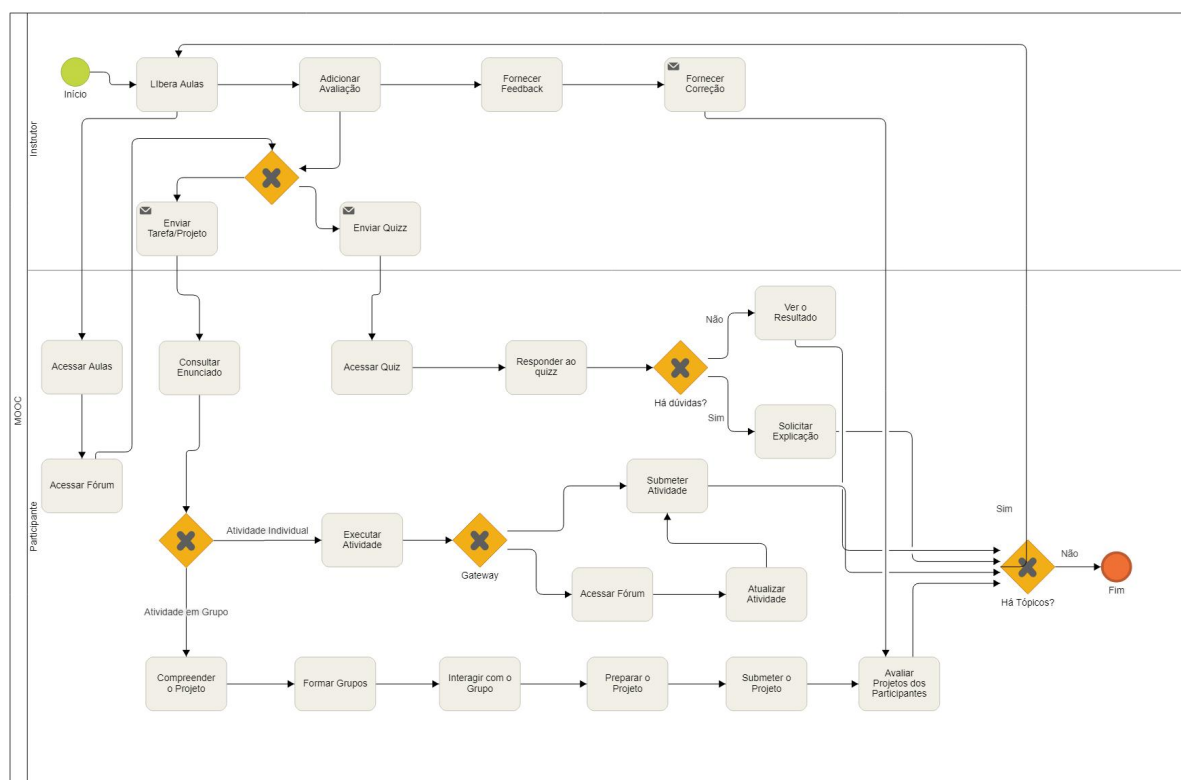 MOOC
Instrutor
Início
LIbera Aulas
Adicionar
Avaliação
Fornecer
Feedback
Fornecer
Correção
Enviar
Tarefa/Projeto
Enviar Quizz
Participante
Acessar Aulas
Consultar
Enunciado
Acessar Quiz
Responder ao
quizz
Há dúvidas?
Não
Sim
Ver o
Resultado
Solicitar
Explicação
Acessar Fórum
Atividade Individual
Executar
Atividade
Gateway
Submeter
Atividade
Acessar Fórum
Atualizar
Atividade
Sim
Há Tópicos?
Não
Fim
Atividade em Grupo
Compreender
o Projeto
Formar Grupos
Interagir com o
Grupo
Preparar o
Projeto
Submeter o
Projeto
Avaliar
Projetos dos
Participantes